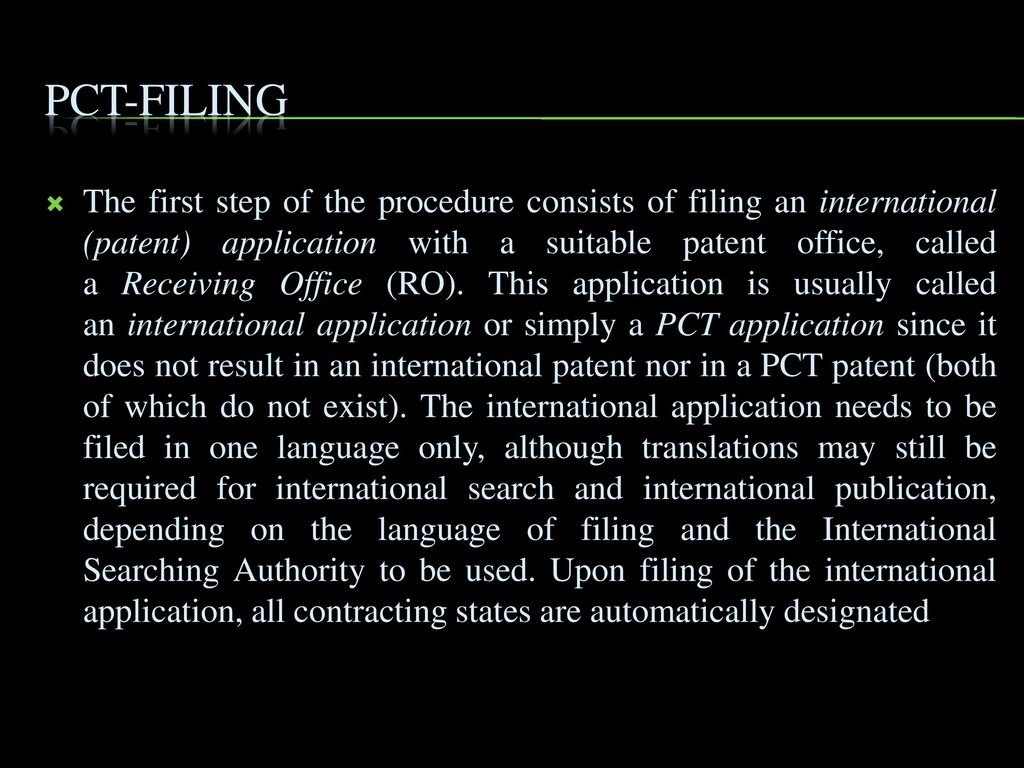 PCT-FILING
The first step of the procedure consists of filing an international
(patent) application with a suitable patent office, called
a Receiving Office (RO). This application is usually called
an international application or simply a PCT application since it
does not result in an international patent nor in a PCT patent (both
of which do not exist). The international application needs to be
filed in one language only, although translations may still be
required for international search and international publication,
depending on the language of filing and the International
Searching Authority to be used. Upon filing of the international
application, all contracting states are automatically designated